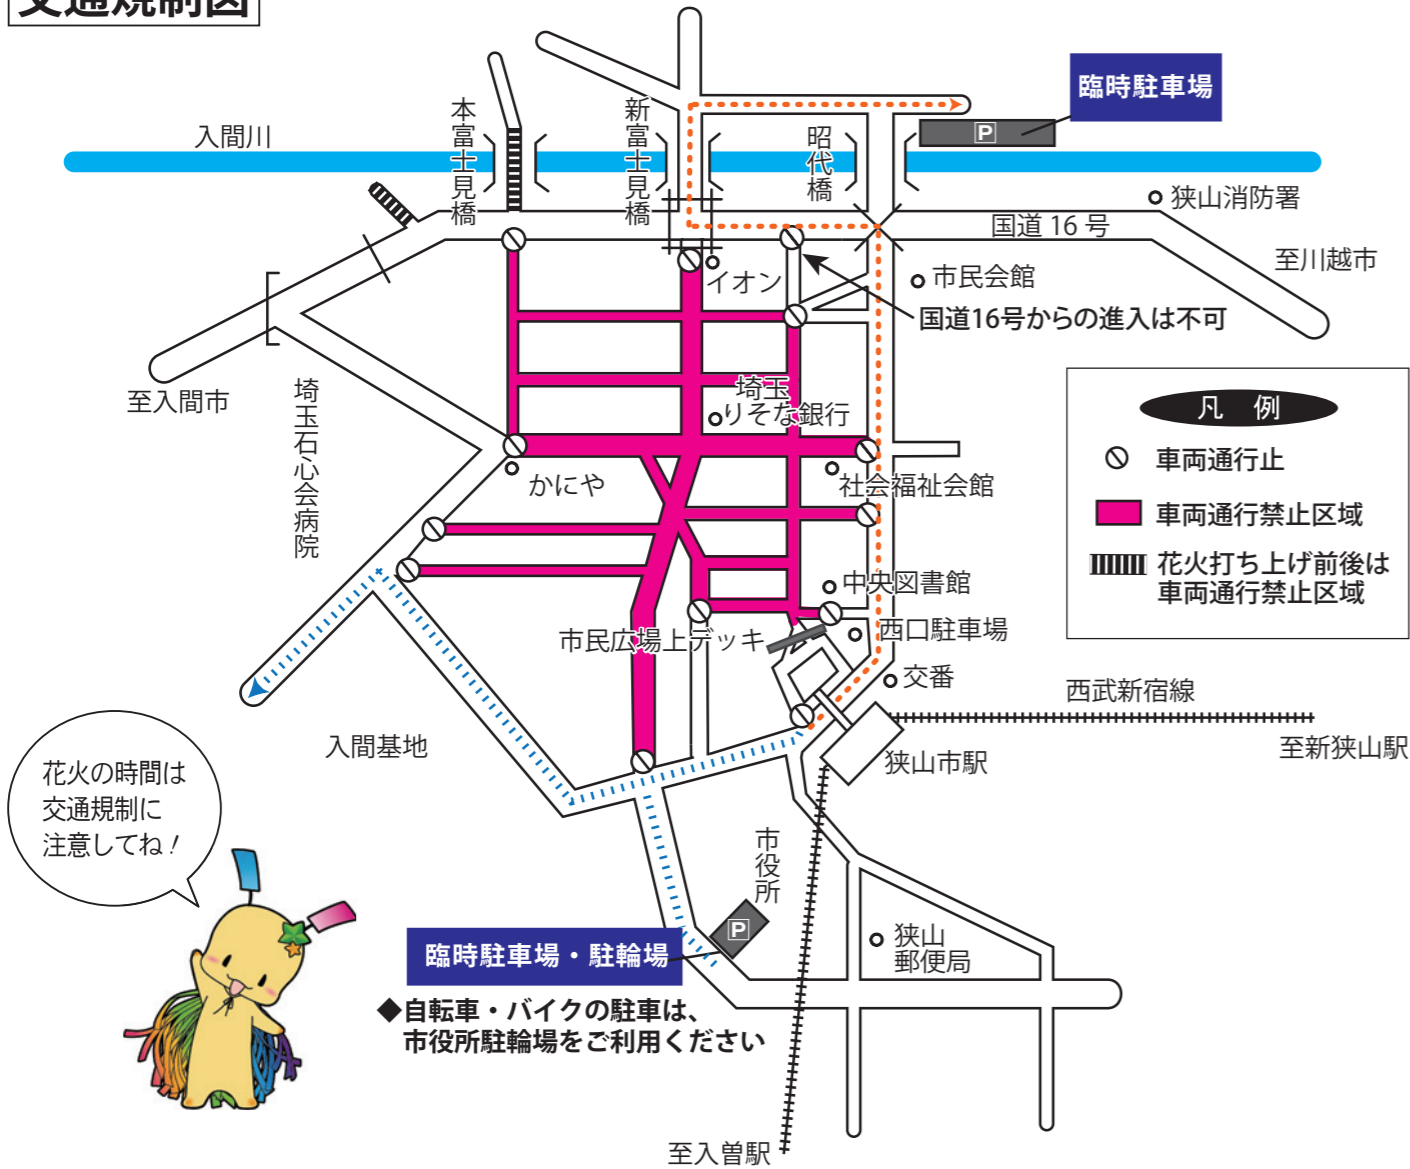 交通規制図
臨時駐車場
P
入間川
本富士見橋
新富士見橋
昭代橋
狭山消防署
国道16号
至川越市
イオン
市民会館
国道16号からの進入は不可
至入間市
埼玉石心会病院
埼玉
りそな銀行
かにや
社会福祉会館
凡 例
車両通行止
車両通行禁止区域
花火打ち上げ前後は
車両通行禁止区域
中央図書館
市民広場上デッキ
西口駐車場
交番
西武新宿線
至新狭山駅
狭山市駅
入間基地
花火の時間は
交通規制に
注意してね!
市役所
P
臨時駐車場・駐輪場
狭山
郵便局
◆自転車・バイクの駐車は、
市役所駐輪場をご利用ください
至入曽駅